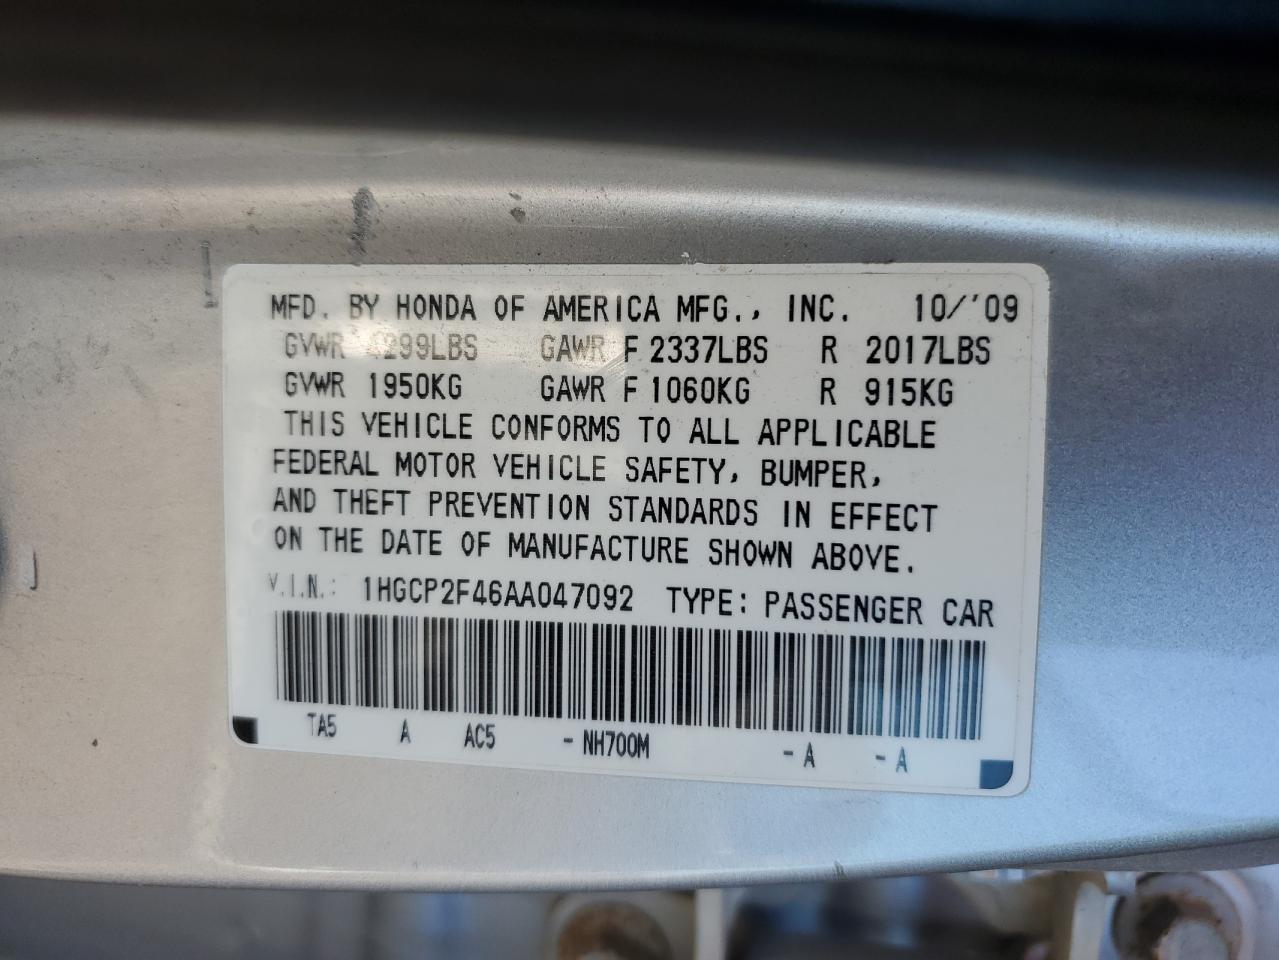 MFD. BY HONDA OF AMERICA MFG., INC. 10/'09
GVWR 4299LBS GAWR F 2337LBS R 2017LBS
GVWR 1950KG GAWR F 1060KG R 915KG
THIS VEHICLE CONFORMS TO ALL APPLICABLE
FEDERAL MOTOR VEHICLE SAFETY, BUMPER,
AND THEFT PREVENTION STANDARDS IN EFFECT
ON THE DATE OF MANUFACTURE SHOWN ABOVE.
V.I.N.: 1HGCP2F46AA047092 TYPE: PASSENGER CAR
TA5 A AC5 - NH700M - A - A